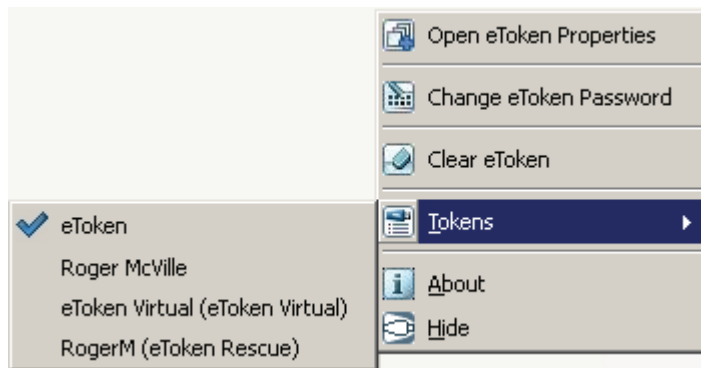 Open eToken Properties
Change eToken Password
Clear eToken
Tokens
About
Hide
eToken
Roger McVille
eToken Virtual (eToken Virtual)
RogerM (eToken Rescue)